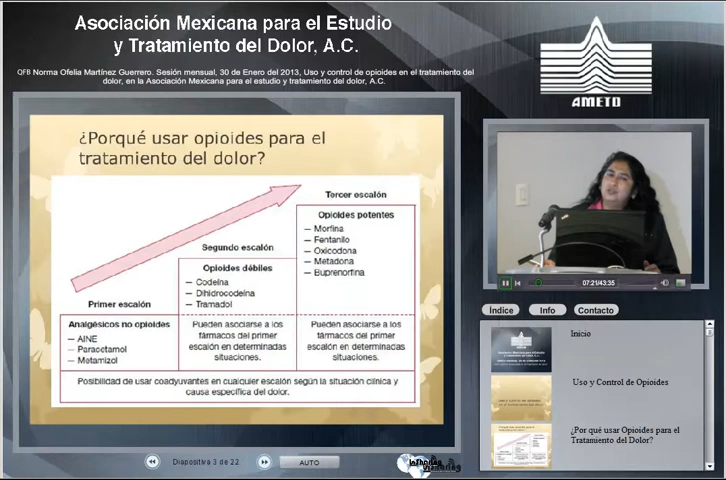 Asociación Mexicana para el Estudio
y Tratamiento del Dolor, A.C.
QFB Norma Ofelia Martínez Guerrero. Sesión mensual, 30 de Enero del 2013, Uso y control de opioides en el tratamiento del
dolor, en la Asociación Mexicana para el estudio y tratamiento del dolor, A.C.
AMETD
¿Porqué usar opioides para el
tratamiento del dolor?
Tercer escalón
Opioides potentes
— Morfina
— Fentanilo
— Oxicodona
— Metadona
— Buprenorfina
Segundo escalón
Opioides débiles
— Codeína
— Dihidrocodeína
— Tramadol
Primer escalón
Analgésicos no opioides
— AINE
— Paracetamol
— Metamizol
Pueden asociarse a los
fármacos del primer
escalón en determinadas
situaciones.
Pueden asociarse a los
fármacos del primer
escalón en determinadas
situaciones.
Posibilidad de usar coadyuvantes en cualquier escalón según la situación clínica y
causa específica del dolor.
07:21/43:35
Indice
Info
Contacto
Inicio
Uso y Control de Opioides
¿Por qué usar Opioides para el
Tratamiento del Dolor?
Diapositiva 3 de 22
AUTO